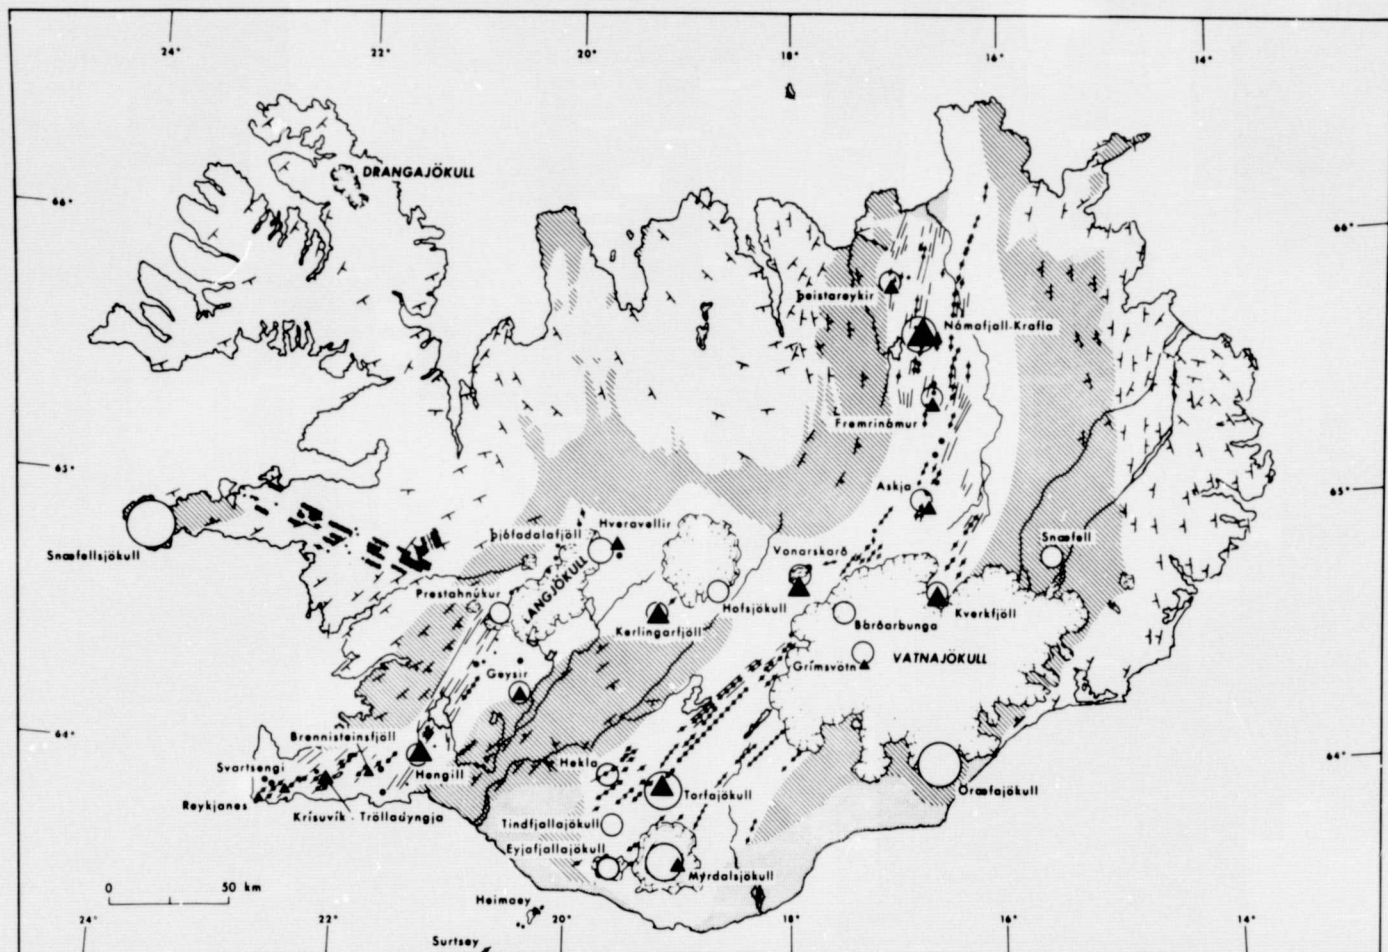 24° 22° 20° 18° 16° 14°
DRANGAJÖKULL
66° 66°
Þeistareykir
Námafjall-Krafla
Fremrinámur
65° 65°
Askja
Hveravellir
Þjófadalafjöll
Snæfell
Snæfellsjökull
Vonarskarð
Prestahnúkur
LANGJÖKULL
Hofsjökull
Kverkfjöll
Kerlingarfjöll
Bárðarbunga
Grímsvötn
VATNAJÖKULL
Geysir
64° 64°
Brennisteinsfjöll
Svartsengi
Hengill
Hekla
Öræfajökull
Reykjanes
Torfajökull
Krísuvík - Trölladyngja
Tindfjallajökull
Eyjafjallajökull
Mýrdalsjökull
0 50 km
Heimaey
24° 22° 20° 18° 16° 14°
Surtsey